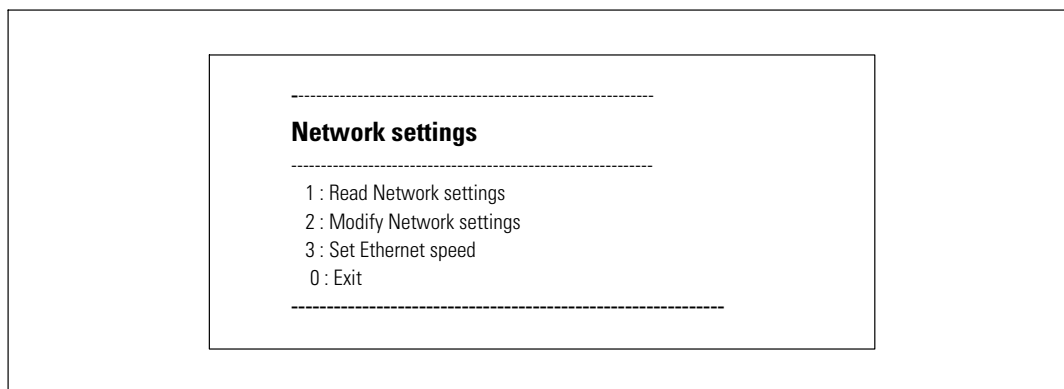 -------------------------------------------------------------
Network settings
-------------------------------------------------------------
1 : Read Network settings
2 : Modify Network settings
3 : Set Ethernet speed
0 : Exit
-------------------------------------------------------------